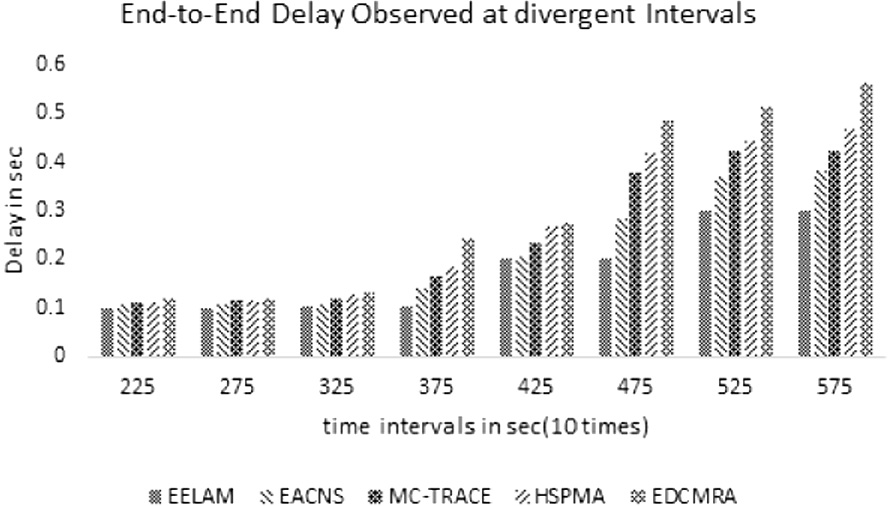 End-to-End Delay Observed at divergent Intervals
0.6
0.5
0.4
0.3
0.2
0.1
0
Delay in sec
225 275 325 375 425 475 525 575
time intervals in sec(10 times)
EELAM EACNS MC-TRACE HSPMA EDCMRA